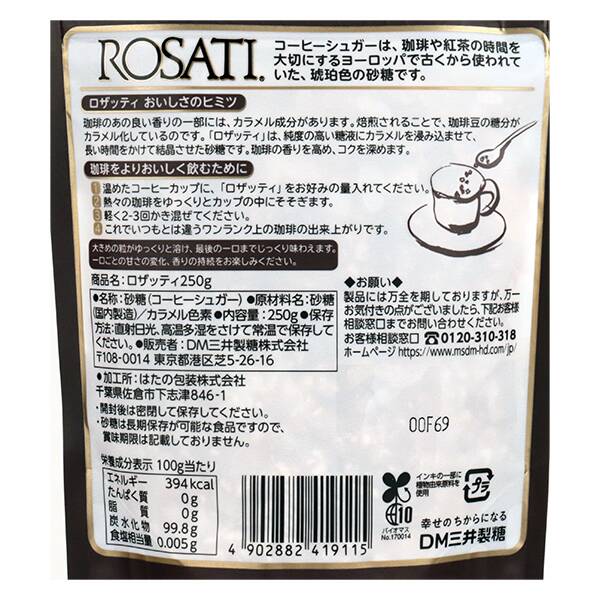 ROSATI.
コーヒーシュガーは、珈琲や紅茶の時間を
大切にするヨーロッパで古くから使われて
いた、琥珀色の砂糖です。
ロザッティ おいしさのヒミツ
珈琲のあの良い香りの一部には、カラメル成分があります。焙煎されることで、珈琲豆の糖分が
カラメル化しているのです。「ロザッティ」は、純度の高い糖液にカラメルを浸み込ませて、
長い時間をかけて結晶させた砂糖です。珈琲の香りを高め、コクを深めます。
珈琲をよりおいしく飲むために
1 温めたコーヒーカップに、「ロザッティ」をお好みの量入れてください。
2 熱々の珈琲をゆっくりとカップの中にそそぎます。
3 軽く2-3回かき混ぜてください。
4 これでいつもとは違うワンランク上の珈琲の出来上がりです。
大きめの粒がゆっくりと溶け、最後の一口までじっくり味わえます。
一口ごとの甘さの変化、香りの持続をお楽しみください。
商品名:ロザッティ250g
●名称:砂糖(コーヒーシュガー)●原材料名:砂糖
(国内製造)/カラメル色素●内容量:250g●保存
方法:直射日光、高温多湿をさけて常温で保存して
ください。●販売者:DM三井製糖株式会社
〒108-0014 東京都港区芝5-26-16
●加工所:はたの包装株式会社
千葉県佐倉市下志津846-1
・開封後は密閉して保存してください。
・砂糖は長期保存が可能な食品ですので、
賞味期限は記載しておりません。
◆お願い◆
製品には万全を期しておりますが、万一
お気付きの点がございましたら、下記お客様
相談窓口までお問い合わせください。
お客様相談窓口 0120-310-318
ホームページ https://www.msdm-hd.com/jp/
00F69
栄養成分表示 100g当たり
エネルギー 394kcal
たんぱく質 0g
脂質 0g
炭水化物 99.8g
食塩相当量 0.005g
4 902882 419115
10
バイオマス
No.170014
インキの一部に
植物由来原料を
使用
プラ
幸せのちからになる
DM三井製糖